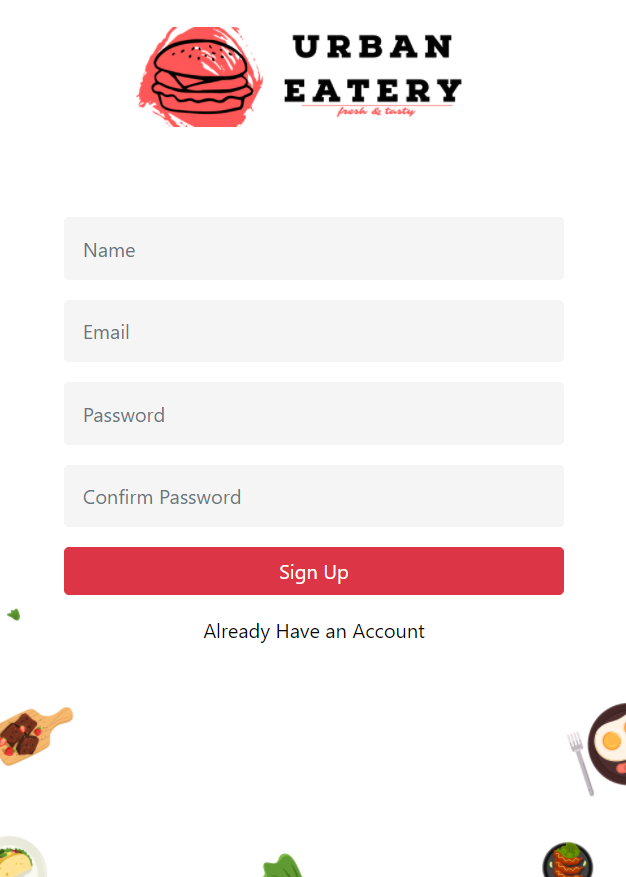 URBAN
EATERY
fresh & tasty
Name
Email
Password
Confirm Password
Sign Up
Already Have an Account